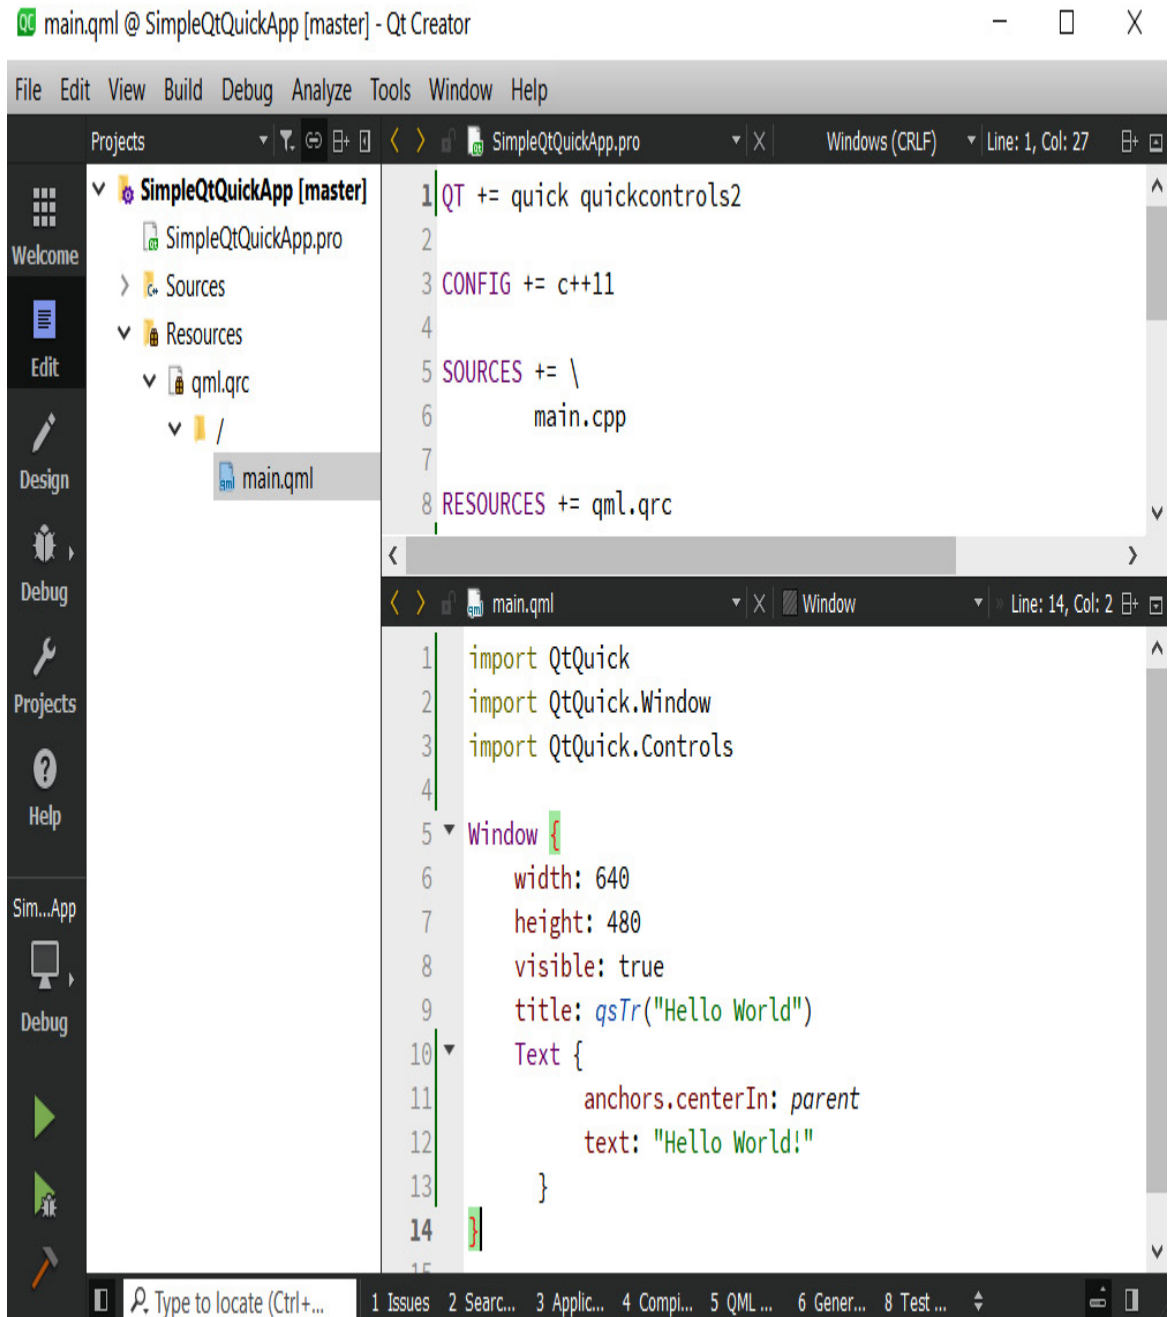 QC main.qml @ SimpleQtQuickApp [master] - Qt Creator
File Edit View Build Debug Analyze Tools Window Help
Projects
SimpleQtQuickApp.pro Windows (CRLF) Line: 1, Col: 27
Welcome
Edit
Design
Debug
Projects
Help
Sim...App
Debug
SimpleQtQuickApp [master]
SimpleQtQuickApp.pro
Sources
Resources
qml.qrc
/
main.qml
1 QT += quick quickcontrols2
2
3 CONFIG += c++11
4
5 SOURCES += \
6 main.cpp
7
8 RESOURCES += qml.qrc
main.qml Window » Line: 14, Col: 2
1 import QtQuick
2 import QtQuick.Window
3 import QtQuick.Controls
4
5 Window {
6 width: 640
7 height: 480
8 visible: true
9 title: qsTr("Hello World")
10 Text {
11 anchors.centerIn: parent
12 text: "Hello World!"
13 }
14 }
15
Type to locate (Ctrl+... 1 Issues 2 Searc... 3 Applic... 4 Compi... 5 QML ... 6 Gener... 8 Test ...